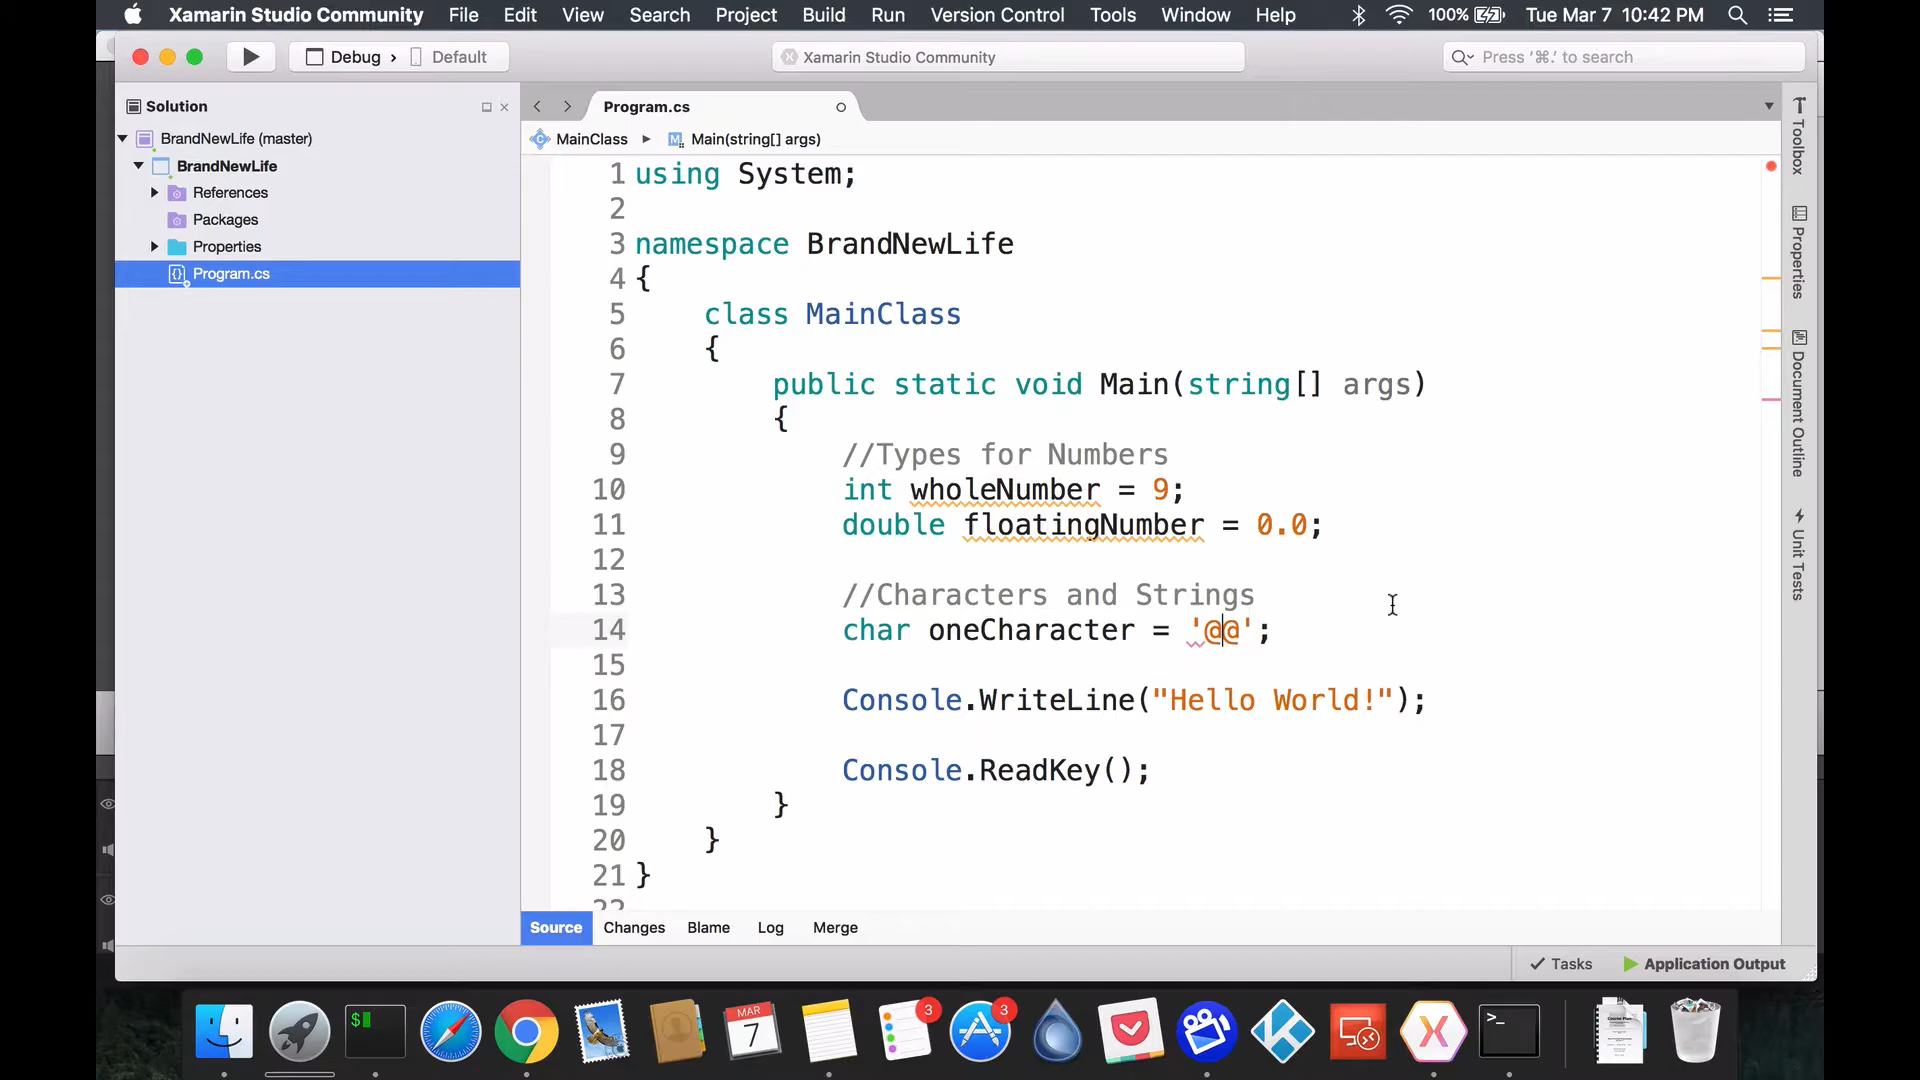 Xamarin Studio Community File Edit View Search Project Build Run Version Control Tools Window Help 100% Tue Mar 7 10:42 PM
Debug › Default
Xamarin Studio Community
Press ‘⌘.’ to search
Solution
BrandNewLife (master)
BrandNewLife
References
Packages
Properties
Program.cs
Program.cs
MainClass ▸ Main(string[] args)
1 using System;
2
3 namespace BrandNewLife
4 {
5 class MainClass
6 {
7 public static void Main(string[] args)
8 {
9 //Types for Numbers
10 int wholeNumber = 9;
11 double floatingNumber = 0.0;
12
13 //Characters and Strings
14 char oneCharacter = '@@';
15
16 Console.WriteLine("Hello World!");
17
18 Console.ReadKey();
19 }
20 }
21 }
22
Toolbox
Properties
Document Outline
Unit Tests
Source Changes Blame Log Merge
Tasks Application Output
$
MAR
7
3
3
>_